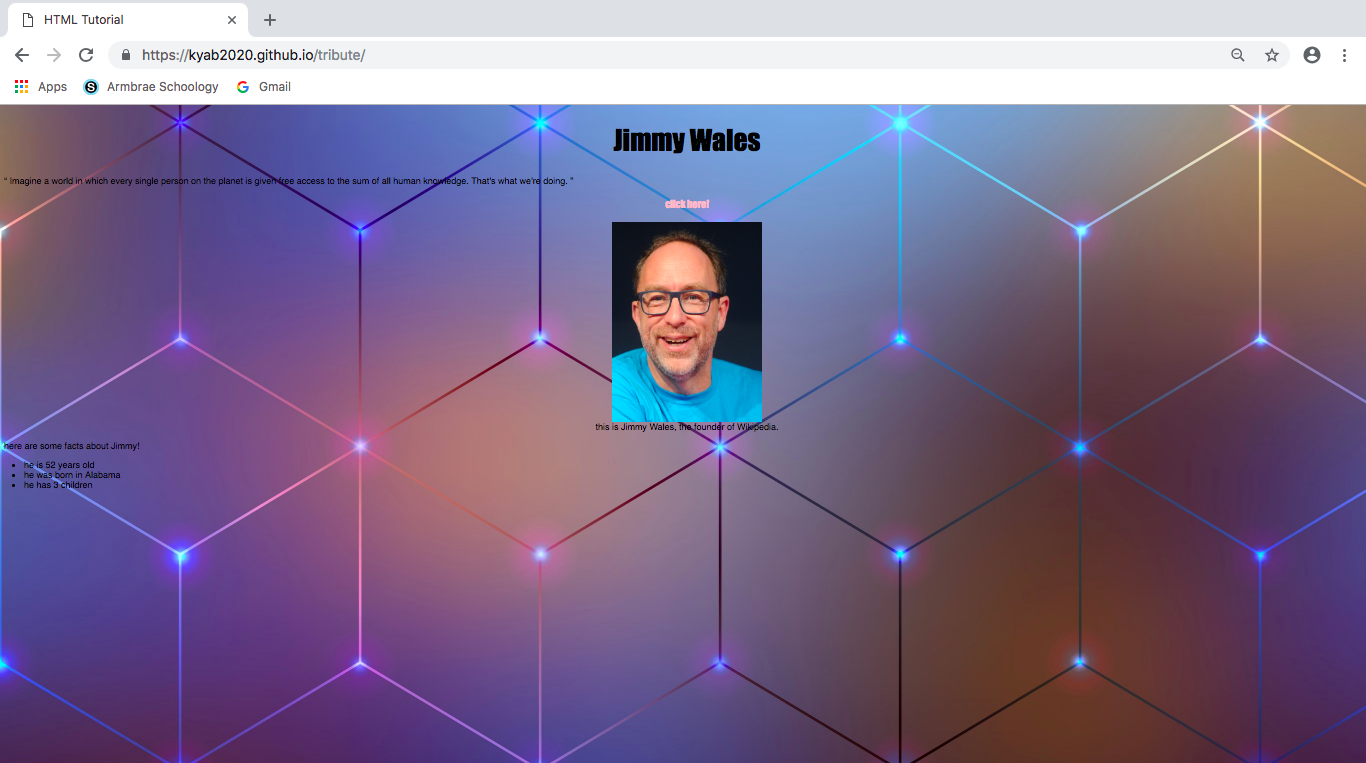 HTML Tutorial
https://kyab2020.github.io/tribute/
Apps Armbrae Schoology Gmail
Jimmy Wales
“ Imagine a world in which every single person on the planet is given free access to the sum of all human knowledge. That's what we're doing. ”
click here!
this is Jimmy Wales, the founder of Wikipedia.
here are some facts about Jimmy!
• he is 52 years old
• he was born in Alabama
• he has 3 children